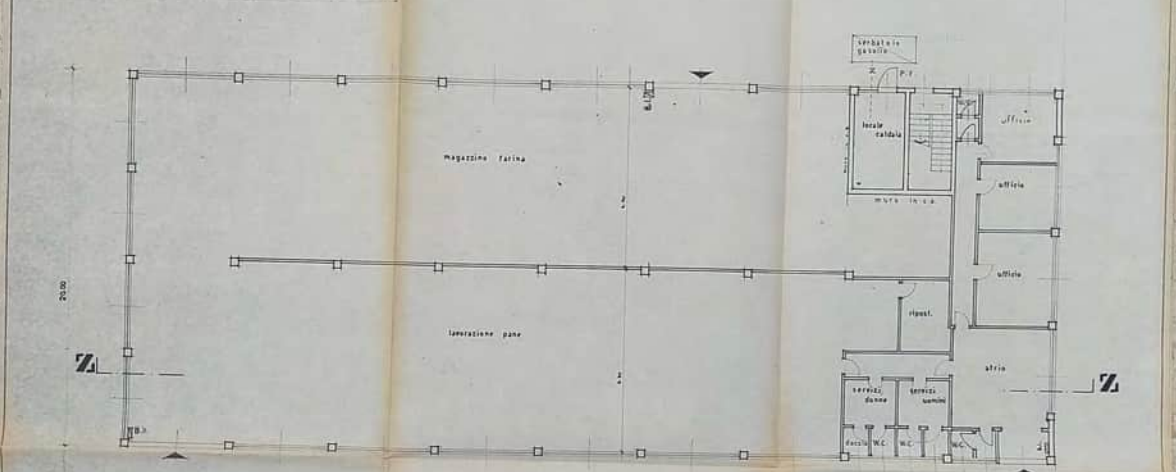 serbatoio
gasolio
P.T
locale
caldaia
ufficio
magazzino farina
ufficio
muro in c.a.
20.00
ufficio
ripost.
lavorazione pane
atrio
Z
Z
servizi
donne
servizi
uomini
doccia
W.C.
W.C.
W.C.